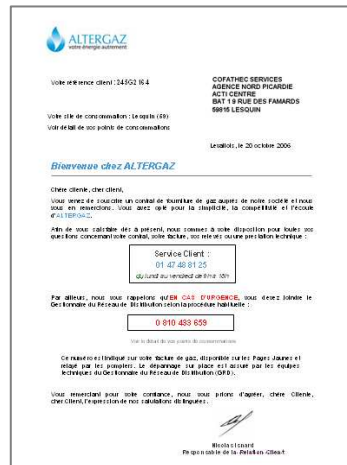 ALTERGAZ
votre énergie autrement
Votre référence client : 245G2164
COFATHEC SERVICES
AGENCE NORD PICARDIE
ACTI CENTRE
BAT 1 9 RUE DES FAMARDS
59815 LESQUIN
Votre site de consommation : Lesquin (59)
Voir détail de vos points de consommations
Levallois, le 20 octobre 2006
Bienvenue chez ALTERGAZ
Chère cliente, cher client,
Vous venez de souscrire un contrat de fourniture de gaz auprès de notre société et nous
vous en remercions. Vous avez opté pour la simplicité, la compétitivité et l'écoute
d'ALTERGAZ.
Afin de vous satisfaire dès à présent, nous sommes à votre disposition pour toutes vos
questions concernant votre contrat, votre facture, vos relevés ou une prestation technique :
Service Client :
01 47 48 81 25
du lundi au vendredi de 8h à 18h
Par ailleurs, nous vous rappelons qu'EN CAS D'URGENCE, vous devez joindre le
Gestionnaire du Réseau de Distribution selon la procédure habituelle :
0 810 433 659
Voir le détail de vos points de consommations
Ce numéro est indiqué sur votre facture de gaz, disponible sur les Pages Jaunes et
relayé par les pompiers. Le dépannage sur place est assuré par les équipes
techniques du Gestionnaire du Réseau de Distribution (GRD).
Vous remerciant pour votre confiance, nous vous prions d'agréer, chère Cliente,
cher Client, l'expression de nos salutations distinguées.
Nicolas Isnard
Responsable de la Relation Client